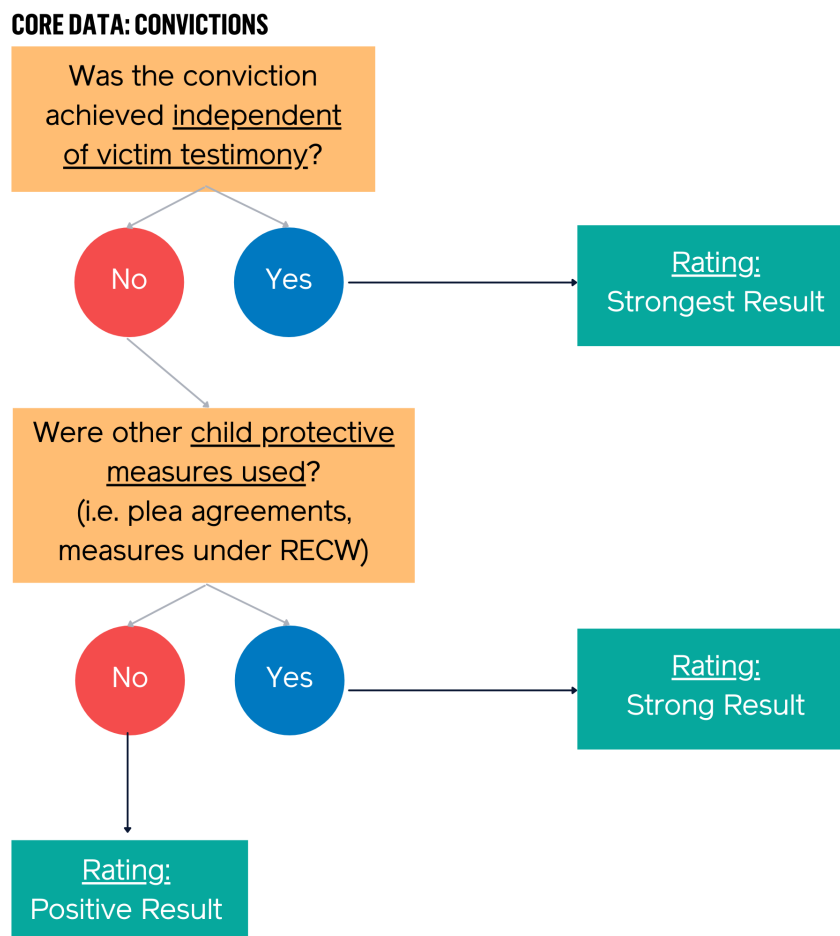 CORE DATA: CONVICTIONS
Was the conviction
achieved independent
of victim testimony?
No
Yes
Rating:
Strongest Result
Were other child protective
measures used?
(i.e. plea agreements,
measures under RECW)
No
Yes
Rating:
Strong Result
Rating:
Positive Result